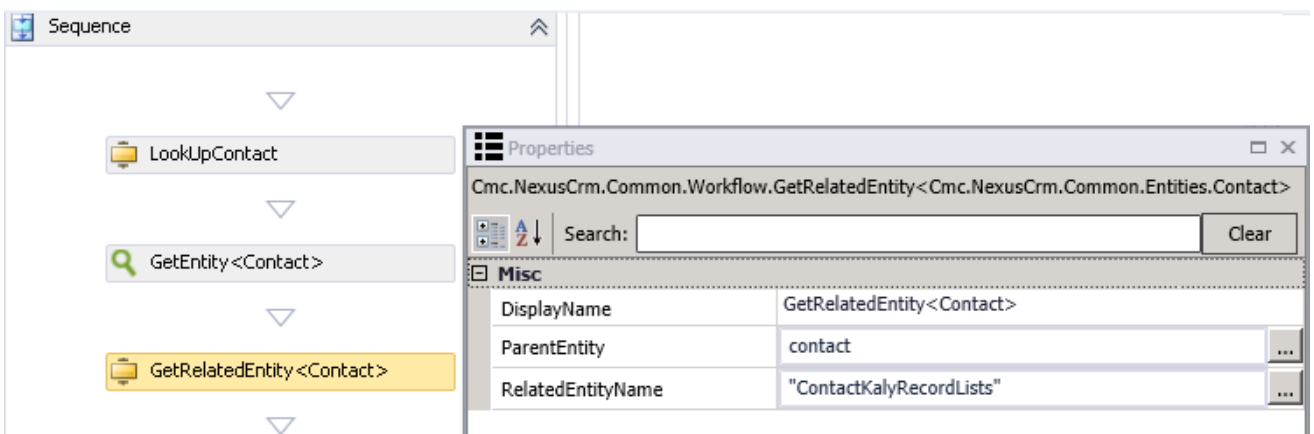 Sequence
LookUpContact
GetEntity<Contact>
GetRelatedEntity<Contact>
Properties
Cmc.NexusCrm.Common.Workflow.GetRelatedEntity<Cmc.NexusCrm.Common.Entities.Contact>
A
Z
Search:
Clear
Misc
DisplayName GetRelatedEntity<Contact>
ParentEntity contact ...
RelatedEntityName "ContactKalyRecordLists" ...